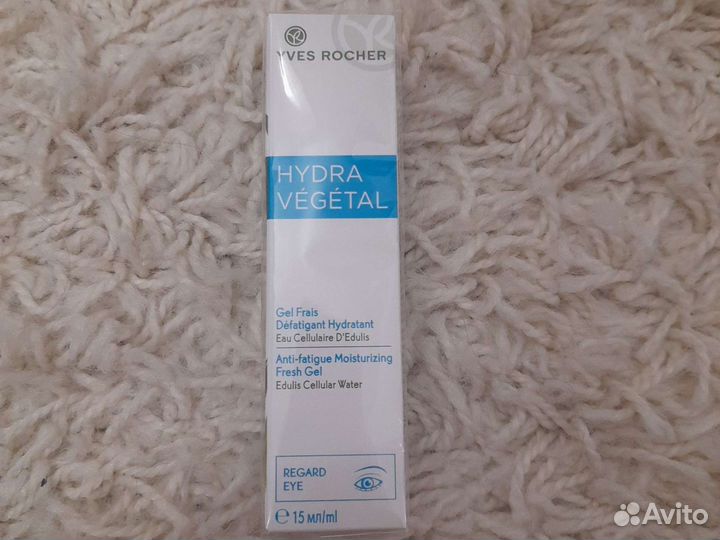 YVES ROCHER
HYDRA
VÉGÉTAL
Gel Frais
Défatigant Hydratant
Eau Cellulaire D'Edulis
Anti-fatigue Moisturizing
Fresh Gel
Edulis Cellular Water
REGARD
EYE
℮ 15 мл/ml
Avito